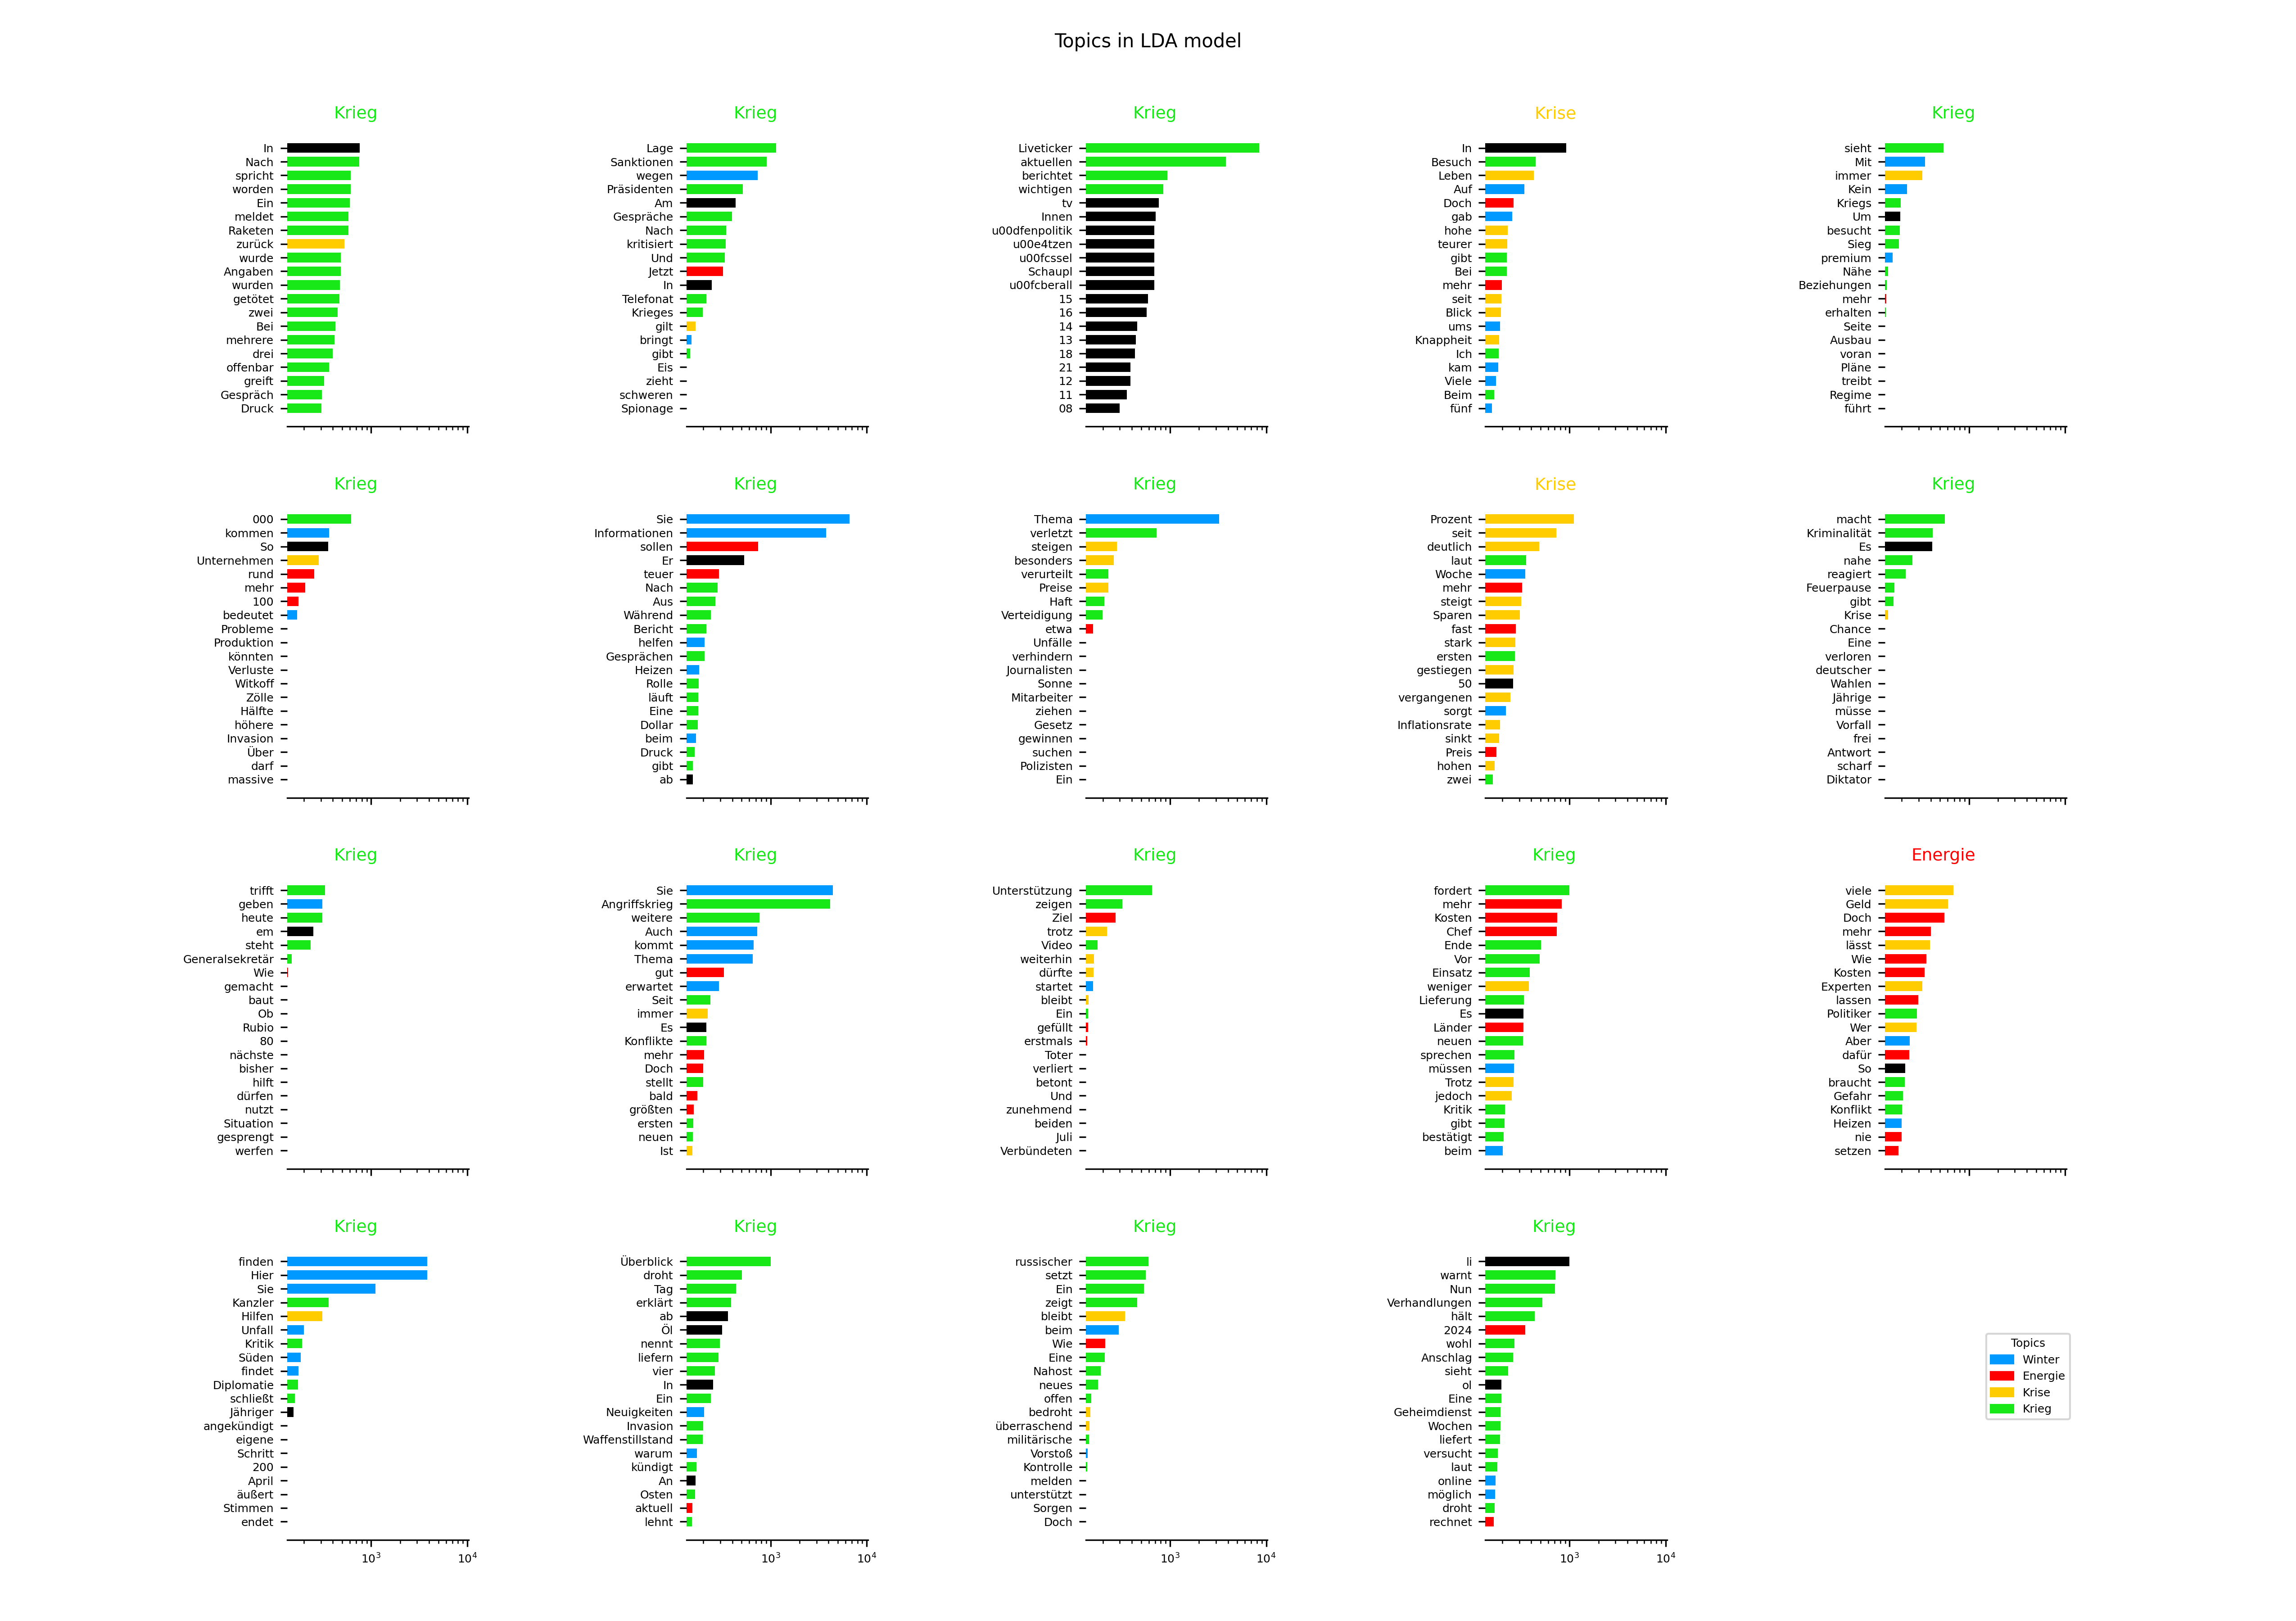 Topics in LDA model
Krieg
In
Nach
spricht
worden
Ein
meldet
Raketen
zurück
wurde
Angaben
wurden
getötet
zwei
Bei
mehrere
drei
offenbar
greift
Gespräch
Druck
Krieg
Lage
Sanktionen
wegen
Präsidenten
Am
Gespräche
Nach
kritisiert
Und
Jetzt
In
Telefonat
Krieges
gilt
bringt
gibt
Eis
zieht
schweren
Spionage
Krieg
Liveticker
aktuellen
berichtet
wichtigen
tv
Innen
u00dfenpolitik
u00e4tzen
u00fcssel
Schaupl
u00fcberall
15
16
14
13
18
21
12
11
08
Krise
In
Besuch
Leben
Auf
Doch
gab
hohe
teurer
gibt
Bei
mehr
seit
Blick
ums
Knappheit
Ich
kam
Viele
Beim
fünf
Krieg
sieht
Mit
immer
Kein
Kriegs
Um
besucht
Sieg
premium
Nähe
Beziehungen
mehr
erhalten
Seite
Ausbau
voran
Pläne
treibt
Regime
führt
Krieg
000
kommen
So
Unternehmen
rund
mehr
100
bedeutet
Probleme
Produktion
könnten
Verluste
Witkoff
Zölle
Hälfte
höhere
Invasion
Über
darf
massive
Krieg
Sie
Informationen
sollen
Er
teuer
Nach
Aus
Während
Bericht
helfen
Gesprächen
Heizen
Rolle
läuft
Eine
Dollar
beim
Druck
gibt
ab
Krieg
Thema
verletzt
steigen
besonders
verurteilt
Preise
Haft
Verteidigung
etwa
Unfälle
verhindern
Journalisten
Sonne
Mitarbeiter
ziehen
Gesetz
gewinnen
suchen
Polizisten
Ein
Krise
Prozent
seit
deutlich
laut
Woche
mehr
steigt
Sparen
fast
stark
ersten
gestiegen
50
vergangenen
sorgt
Inflationsrate
sinkt
Preis
hohen
zwei
Krieg
macht
Kriminalität
Es
nahe
reagiert
Feuerpause
gibt
Krise
Chance
Eine
verloren
deutscher
Wahlen
Jährige
müsse
Vorfall
frei
Antwort
scharf
Diktator
Krieg
trifft
geben
heute
em
steht
Generalsekretär
Wie
gemacht
baut
Ob
Rubio
80
nächste
bisher
hilft
dürfen
nutzt
Situation
gesprengt
werfen
Krieg
Sie
Angriffskrieg
weitere
Auch
kommt
Thema
gut
erwartet
Seit
immer
Es
Konflikte
mehr
Doch
stellt
bald
größten
ersten
neuen
Ist
Krieg
Unterstützung
zeigen
Ziel
trotz
Video
weiterhin
dürfte
startet
bleibt
Ein
gefüllt
erstmals
Toter
verliert
betont
Und
zunehmend
beiden
Juli
Verbündeten
Krieg
fordert
mehr
Kosten
Chef
Ende
Vor
Einsatz
weniger
Lieferung
Es
Länder
neuen
sprechen
müssen
Trotz
jedoch
Kritik
gibt
bestätigt
beim
Energie
viele
Geld
Doch
mehr
lässt
Wie
Kosten
Experten
lassen
Politiker
Wer
Aber
dafür
So
braucht
Gefahr
Konflikt
Heizen
nie
setzen
Krieg
finden
Hier
Sie
Kanzler
Hilfen
Unfall
Kritik
Süden
findet
Diplomatie
schließt
Jähriger
angekündigt
eigene
Schritt
200
April
äußert
Stimmen
endet
10³ 10⁴
Krieg
Überblick
droht
Tag
erklärt
ab
Öl
nennt
liefern
vier
In
Ein
Neuigkeiten
Invasion
Waffenstillstand
warum
kündigt
An
Osten
aktuell
lehnt
10³ 10⁴
Krieg
russischer
setzt
Ein
zeigt
bleibt
beim
Wie
Eine
Nahost
neues
offen
bedroht
überraschend
militärische
Vorstoß
Kontrolle
melden
unterstützt
Sorgen
Doch
10³ 10⁴
Krieg
li
warnt
Nun
Verhandlungen
hält
2024
wohl
Anschlag
sieht
ol
Eine
Geheimdienst
Wochen
liefert
versucht
laut
online
möglich
droht
rechnet
10³ 10⁴
Topics
Winter
Energie
Krise
Krieg